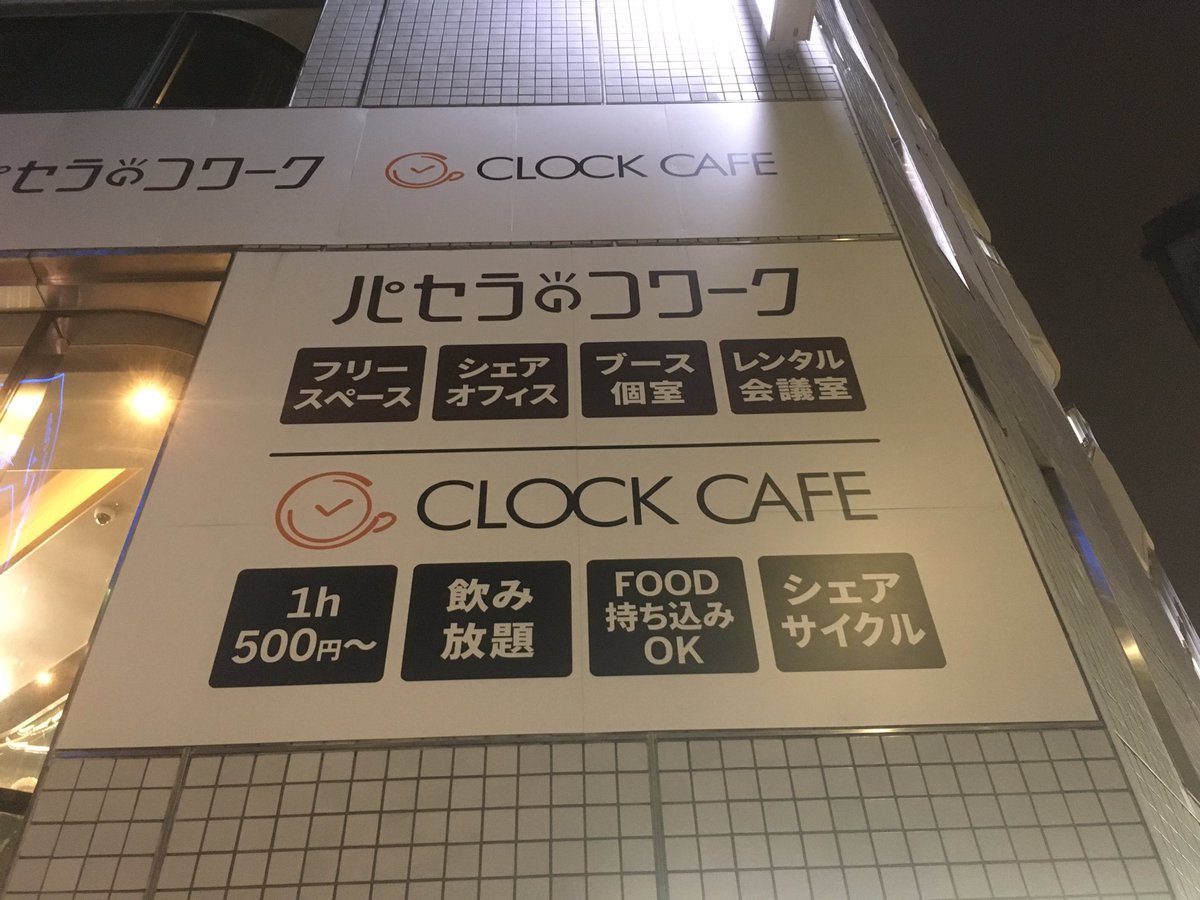 パセラのコワーク
CLOCK CAFE
パセラのコワーク
フリー
スペース
シェア
オフィス
ブース
個室
レンタル
会議室
CLOCK CAFE
1h
500円〜
飲み
放題
FOOD
持ち込み
OK
シェア
サイクル